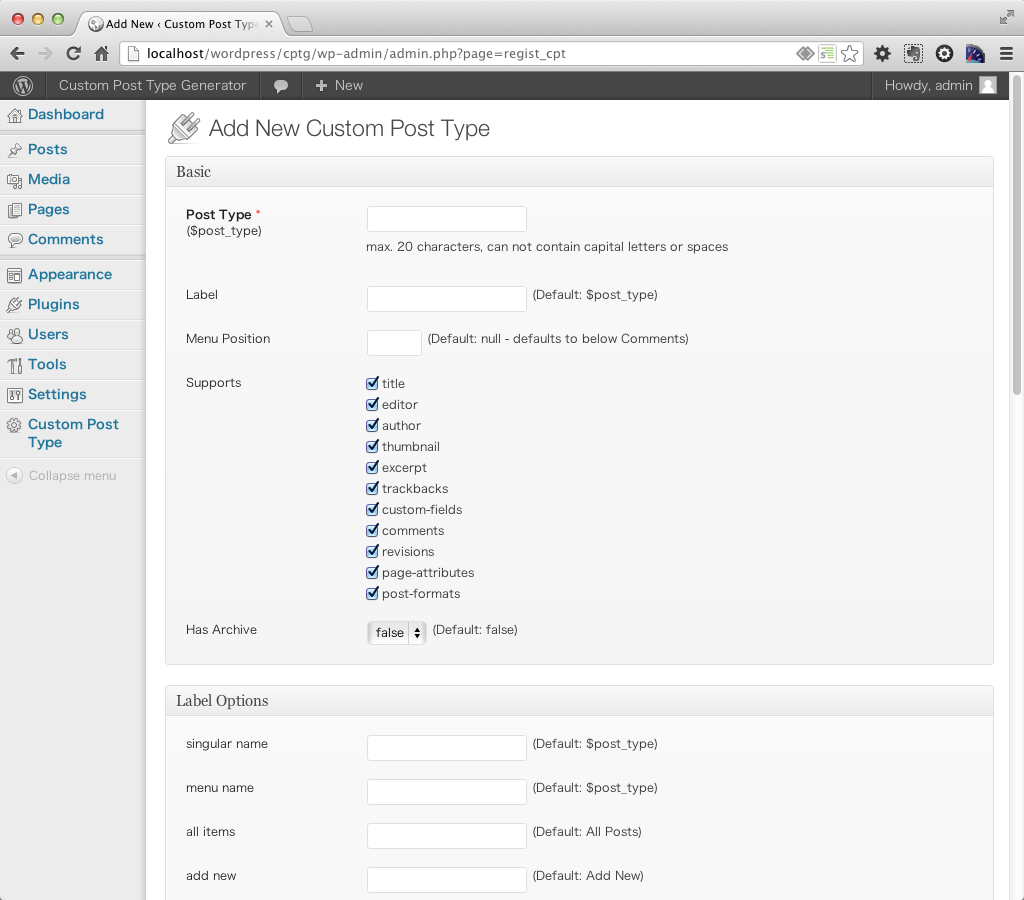 Add New ‹ Custom Post Type
localhost/wordpress/cptg/wp-admin/admin.php?page=regist_cpt
Custom Post Type Generator
New
Howdy, admin
Dashboard
Posts
Media
Pages
Comments
Appearance
Plugins
Users
Tools
Settings
Custom Post
Type
Collapse menu
Add New Custom Post Type
Basic
Post Type *
($post_type)
max. 20 characters, can not contain capital letters or spaces
Label (Default: $post_type)
Menu Position (Default: null - defaults to below Comments)
Supports
title
editor
author
thumbnail
excerpt
trackbacks
custom-fields
comments
revisions
page-attributes
post-formats
Has Archive false (Default: false)
Label Options
singular name (Default: $post_type)
menu name (Default: $post_type)
all items (Default: All Posts)
add new (Default: Add New)